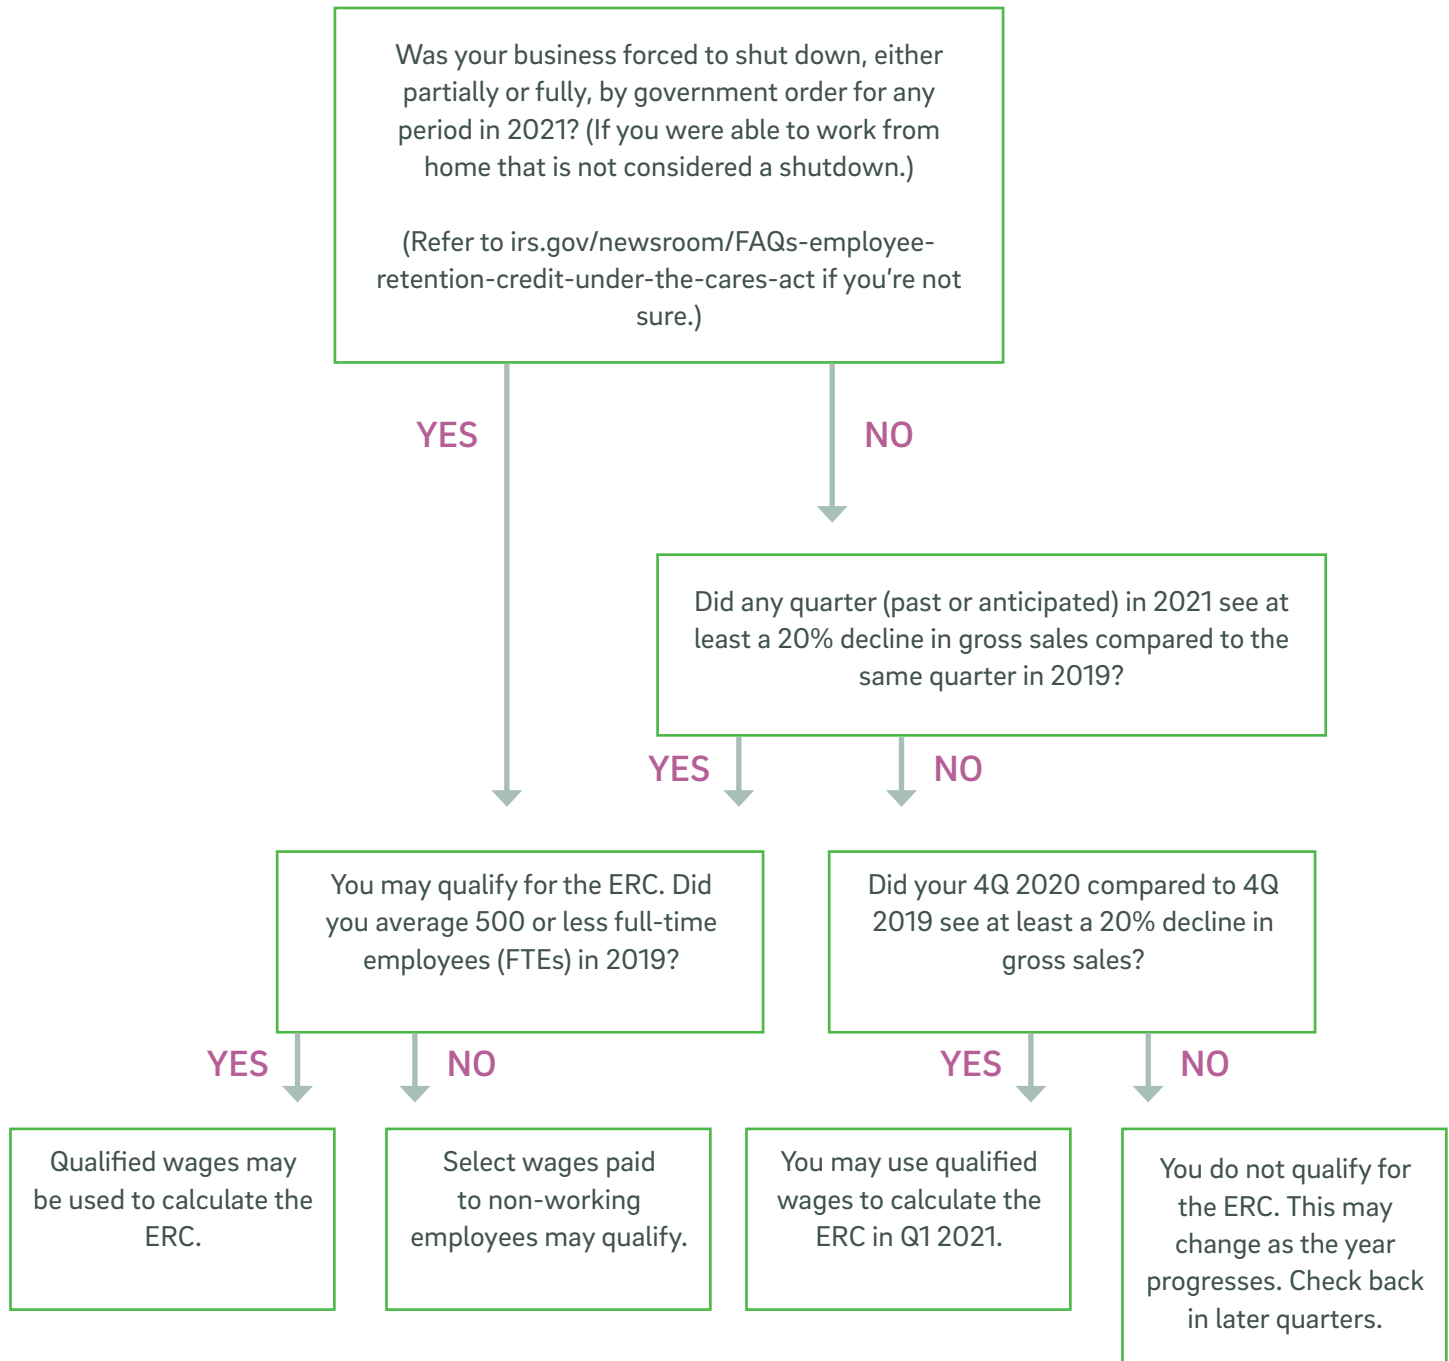 Was your business forced to shut down, either
partially or fully, by government order for any
period in 2021? (If you were able to work from
home that is not considered a shutdown.)
(Refer to irs.gov/newsroom/FAQs-employee-
retention-credit-under-the-cares-act if you’re not
sure.)
YES
NO
Did any quarter (past or anticipated) in 2021 see at
least a 20% decline in gross sales compared to the
same quarter in 2019?
YES
NO
You may qualify for the ERC. Did
you average 500 or less full-time
employees (FTEs) in 2019?
Did your 4Q 2020 compared to 4Q
2019 see at least a 20% decline in
gross sales?
YES
NO
YES
NO
Qualified wages may
be used to calculate the
ERC.
Select wages paid
to non-working
employees may qualify.
You may use qualified
wages to calculate the
ERC in Q1 2021.
You do not qualify for
the ERC. This may
change as the year
progresses. Check back
in later quarters.